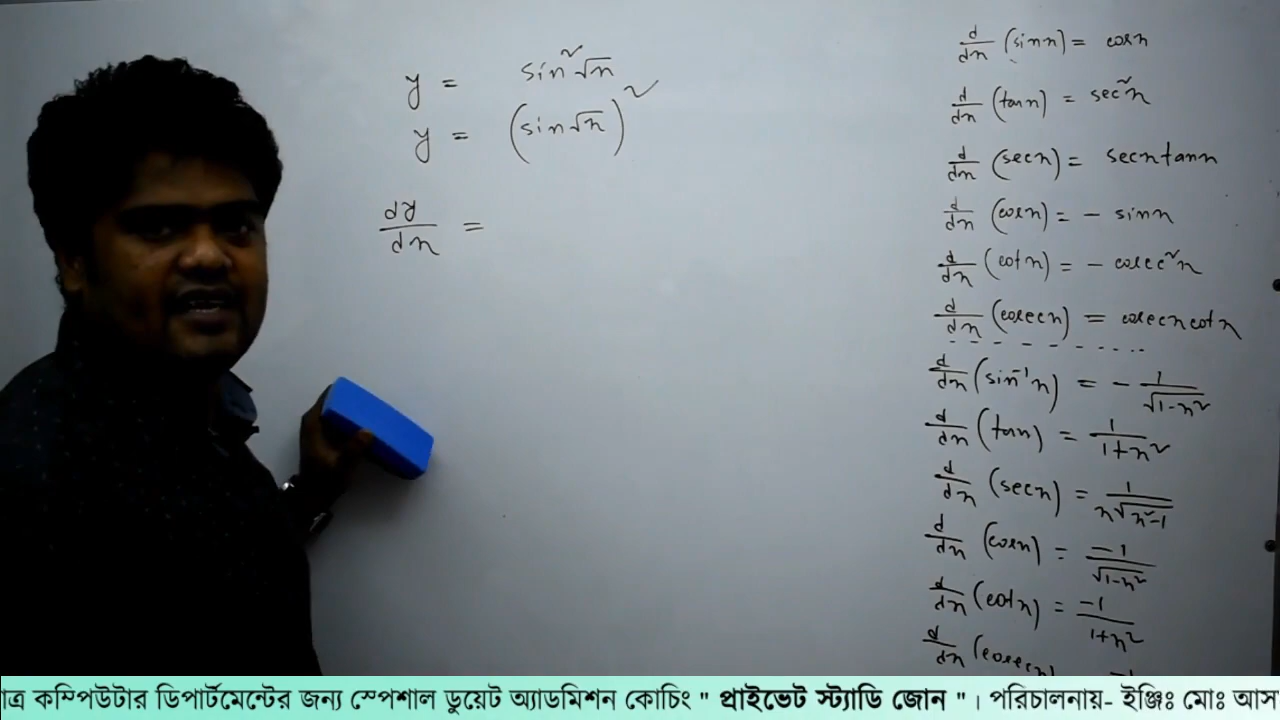 y = sin²√x
y = (sin√x)²
dy/dx =
d/dx (sinx) = cosx
d/dx (tanx) = sec²x
d/dx (secx) = secxtanx
d/dx (cosx) = - sinx
d/dx (cotx) = - cosec²x
d/dx (cosecx) = cosecxcotx
d/dx (sin⁻¹x) = - 1/√1-x²
d/dx (tanx) = 1/1+x²
d/dx (secx) = 1/x√x²-1
d/dx (cosx) = -1/√1-x²
d/dx (cotx) = -1/1+x²
d/dx (cosecx)
ত্র কম্পিউটার ডিপার্টমেন্টের জন্য স্পেশাল ডুয়েট অ্যাডমিশন কোচিং " প্রাইভেট স্ট্যাডি জোন " । পরিচালনায়- ইঞ্জিঃ মোঃ আস